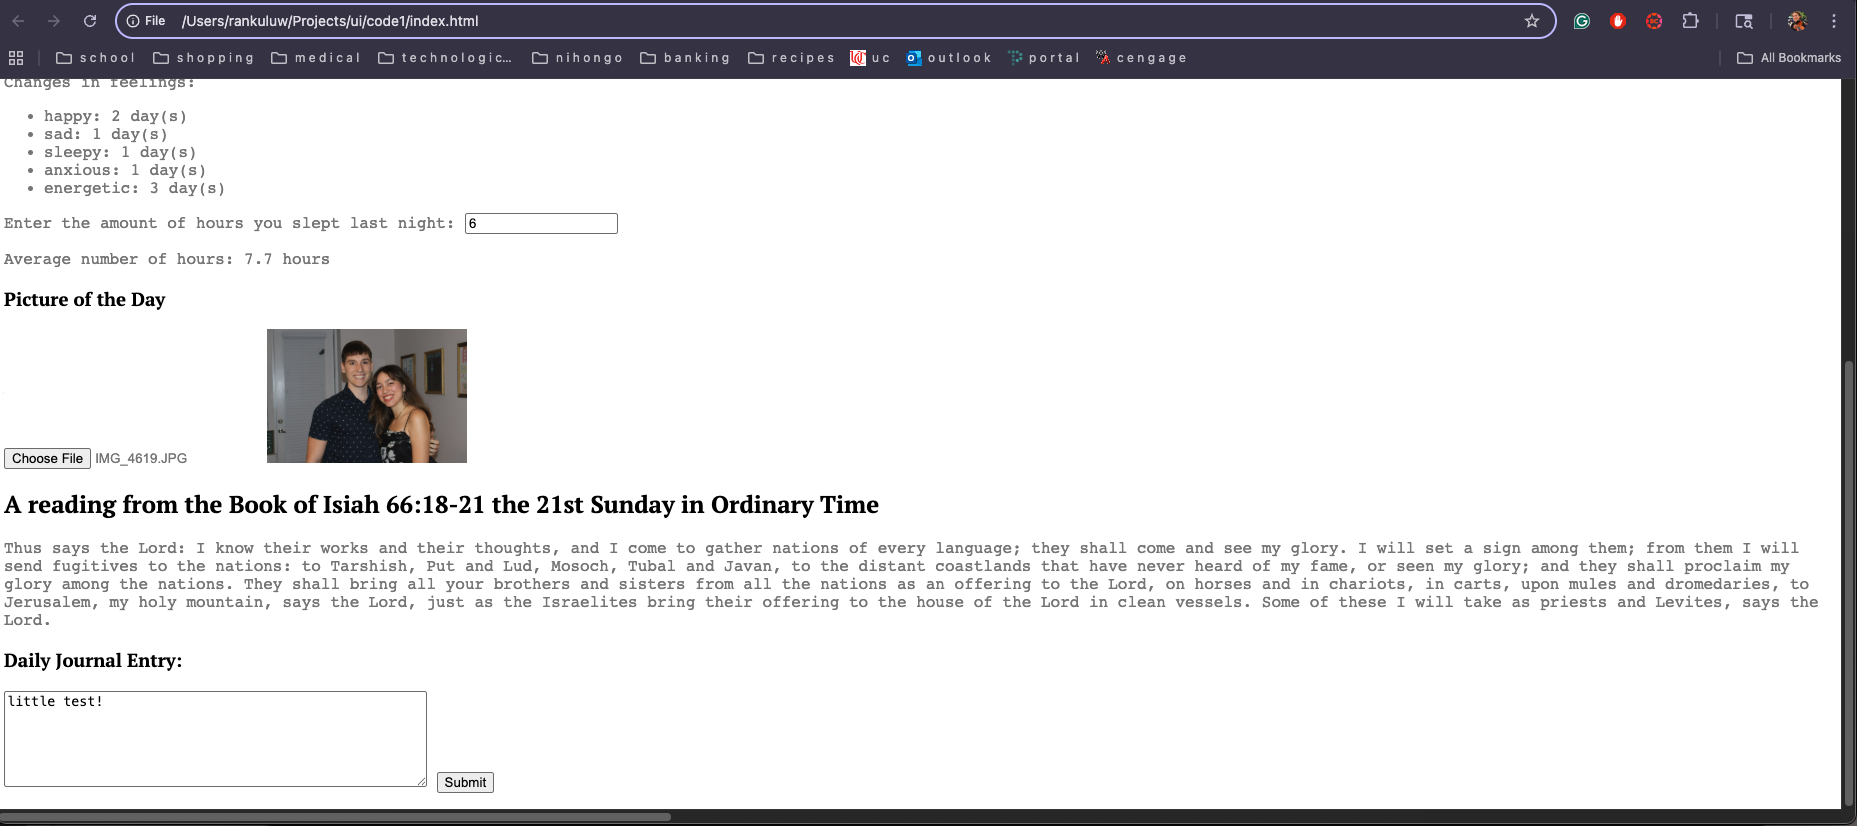 File /Users/rankuluw/Projects/ui/code1/index.html
school shopping medical technologic... nihongo banking recipes uc outlook portal cengage All Bookmarks
Changes in feelings:
happy: 2 day(s)
sad: 1 day(s)
sleepy: 1 day(s)
anxious: 1 day(s)
energetic: 3 day(s)
Enter the amount of hours you slept last night: 6
Average number of hours: 7.7 hours
Picture of the Day
Choose File IMG_4619.JPG
A reading from the Book of Isiah 66:18-21 the 21st Sunday in Ordinary Time
Thus says the Lord: I know their works and their thoughts, and I come to gather nations of every language; they shall come and see my glory. I will set a sign among them; from them I will
send fugitives to the nations: to Tarshish, Put and Lud, Mosoch, Tubal and Javan, to the distant coastlands that have never heard of my fame, or seen my glory; and they shall proclaim my
glory among the nations. They shall bring all your brothers and sisters from all the nations as an offering to the Lord, on horses and in chariots, in carts, upon mules and dromedaries, to
Jerusalem, my holy mountain, says the Lord, just as the Israelites bring their offering to the house of the Lord in clean vessels. Some of these I will take as priests and Levites, says the
Lord.
Daily Journal Entry:
little test!
Submit